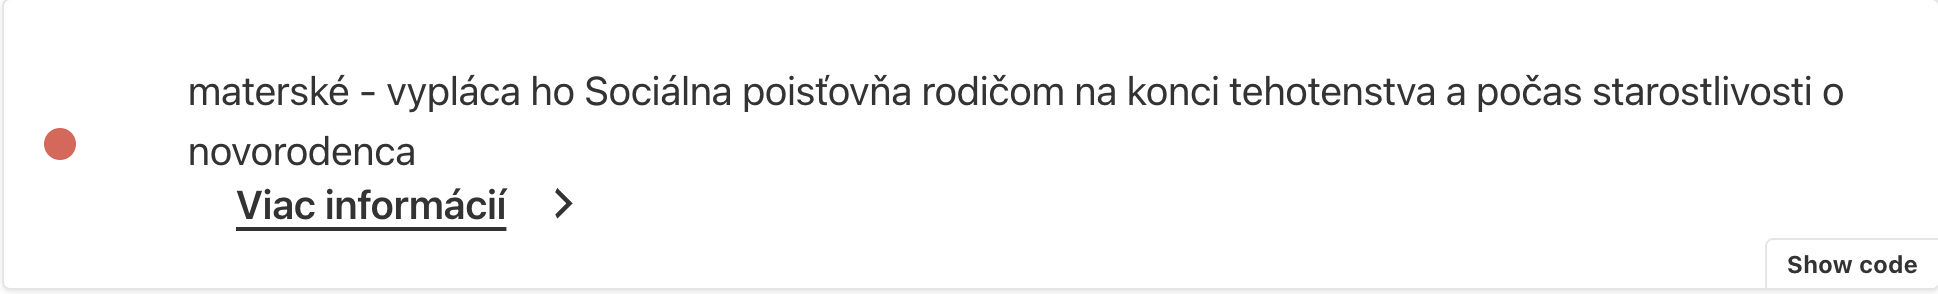 materské - vypláca ho Sociálna poisťovňa rodičom na konci tehotenstva a počas starostlivosti o
novorodenca
Viac informácií
Show code